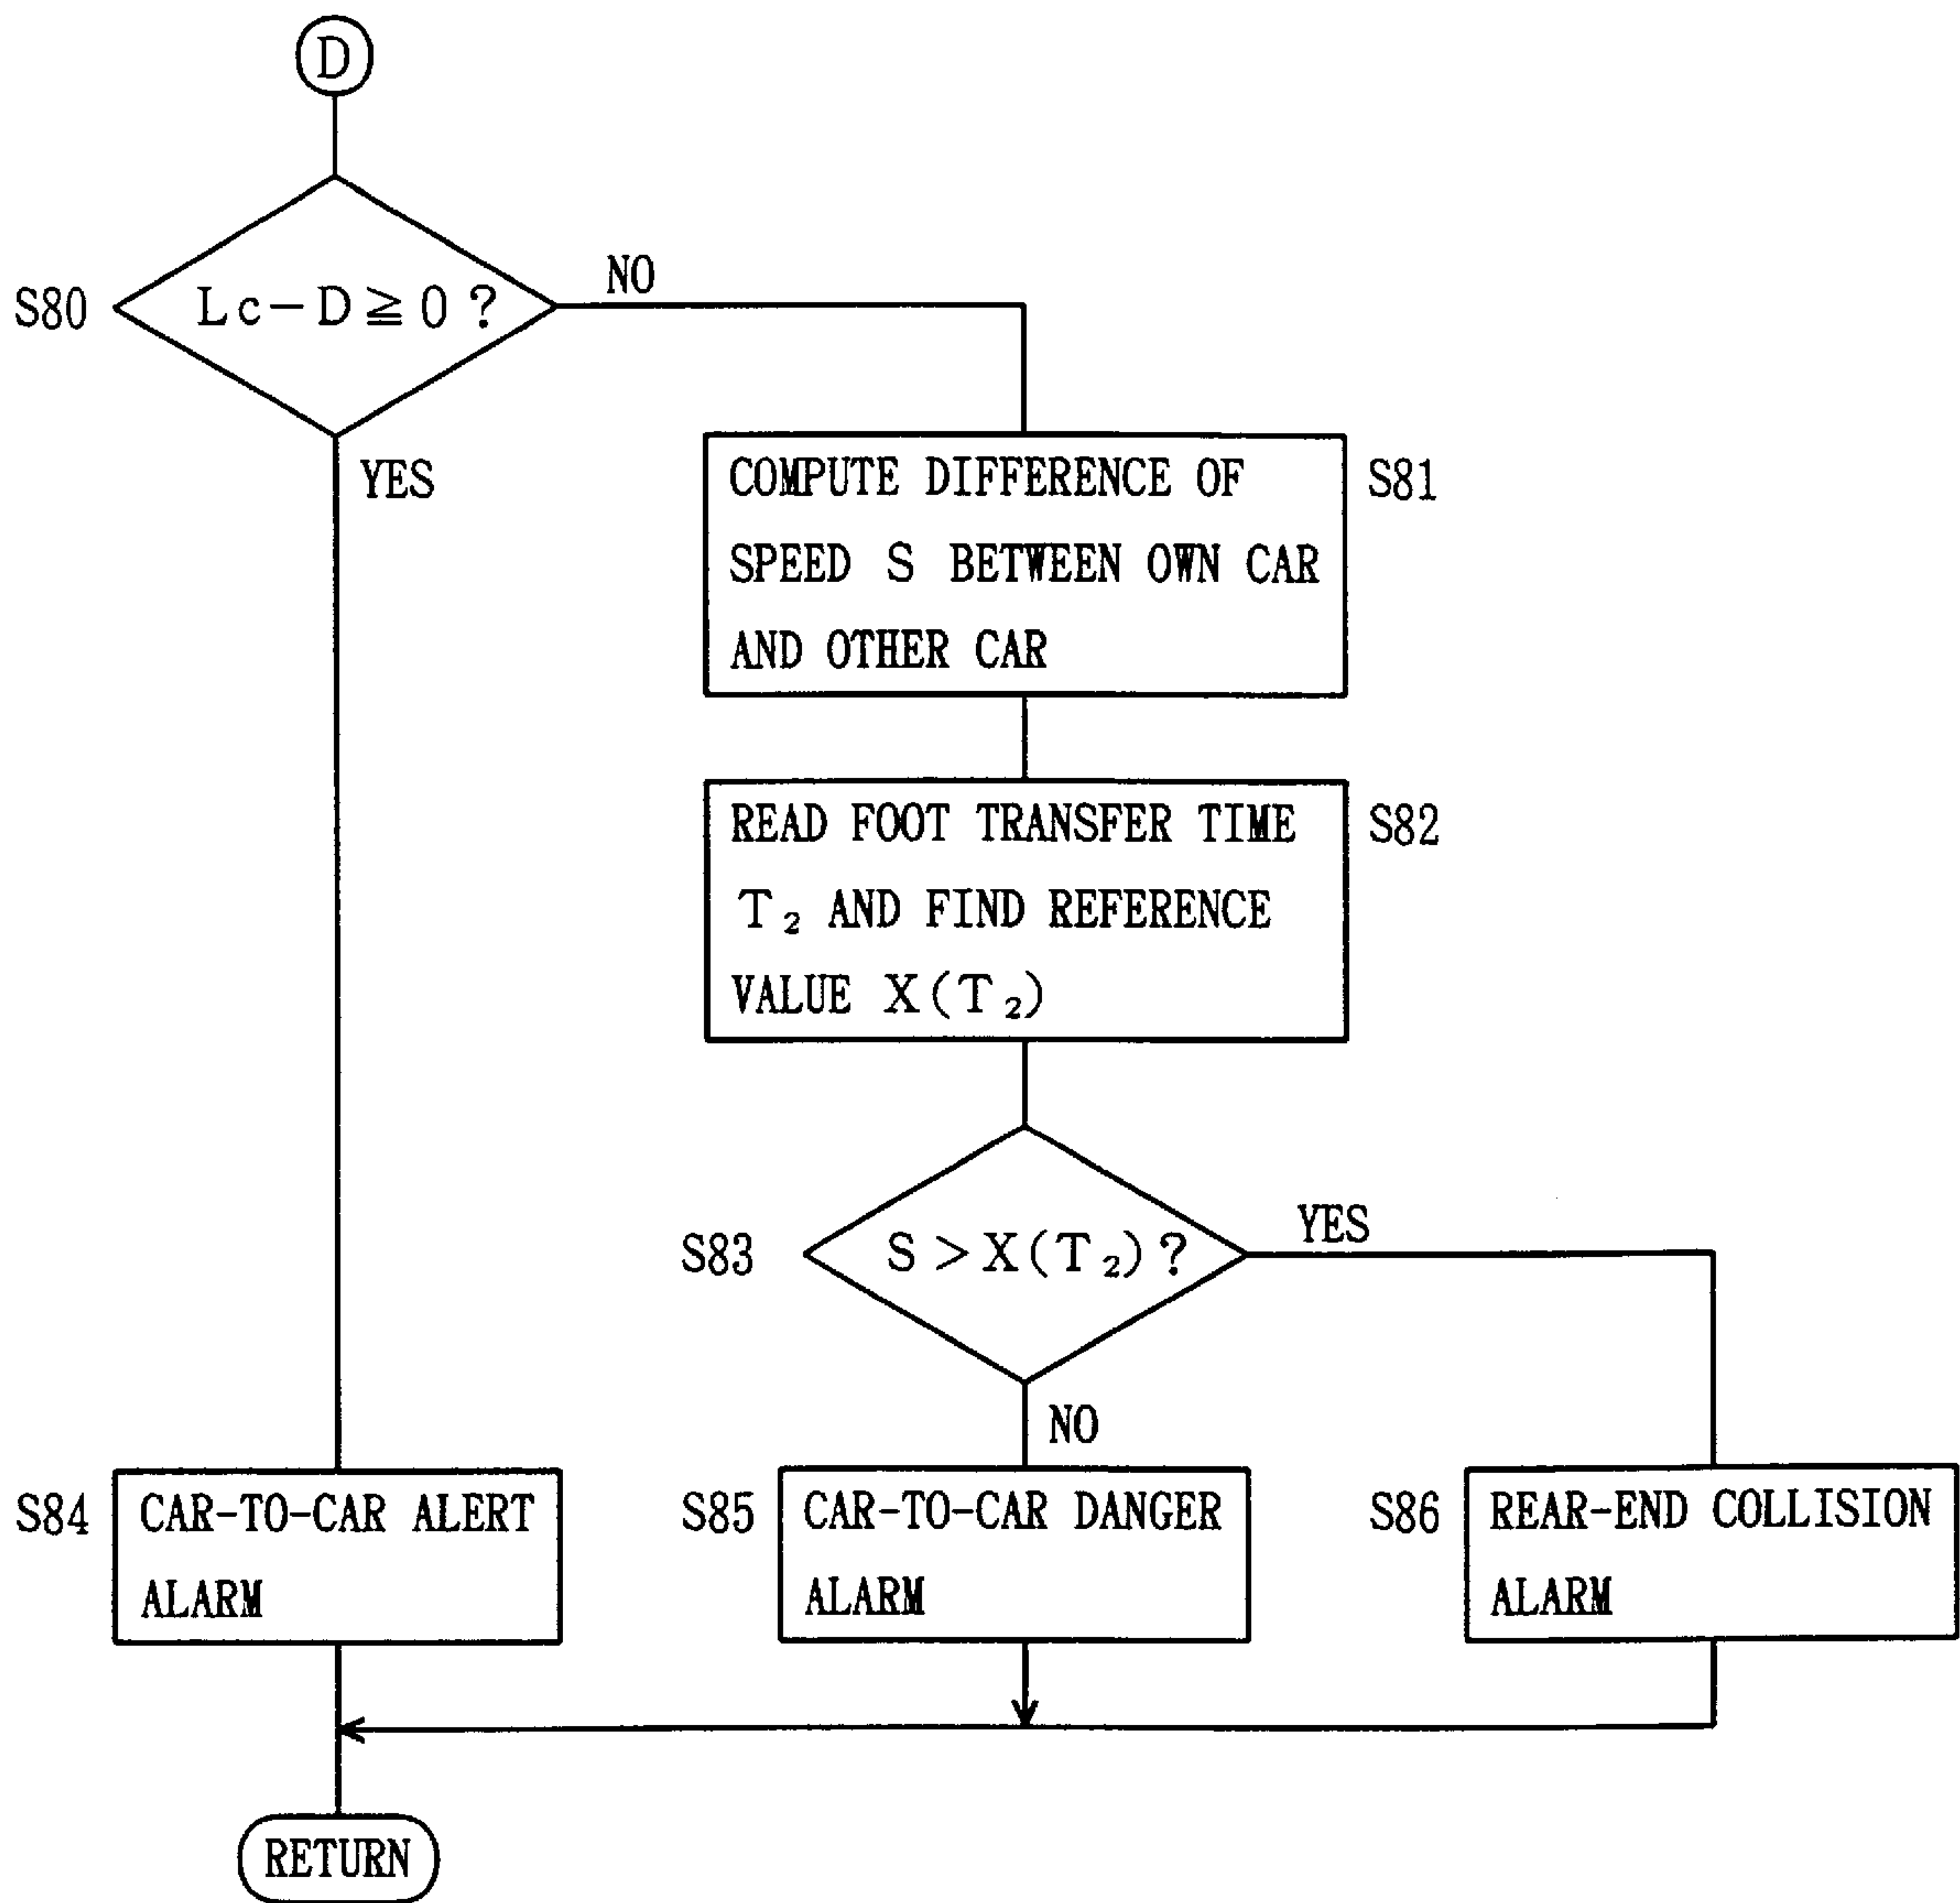 D
S80
Lc-D≧0?
NO
YES
COMPUTE DIFFERENCE OF
SPEED S BETWEEN OWN CAR
AND OTHER CAR
S81
READ FOOT TRANSFER TIME
T₂ AND FIND REFERENCE
VALUE X(T₂)
S82
S83
S>X(T₂)?
YES
NO
S84
CAR-TO-CAR ALERT
ALARM
S85
CAR-TO-CAR DANGER
ALARM
S86
REAR-END COLLISION
ALARM
RETURN